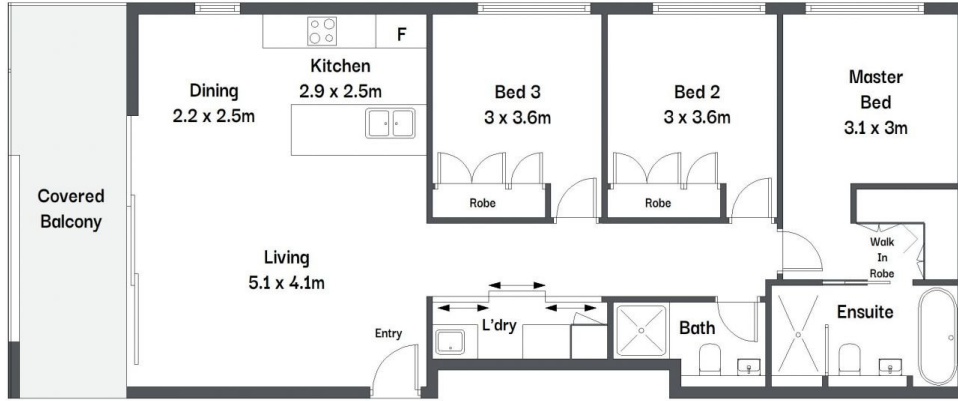 F
Kitchen
2.9 x 2.5m
Dining
2.2 x 2.5m
Bed 3
3 x 3.6m
Bed 2
3 x 3.6m
Master
Bed
3.1 x 3m
Covered
Balcony
Robe
Robe
Walk
In
Robe
Living
5.1 x 4.1m
Entry
L'dry
Bath
Ensuite